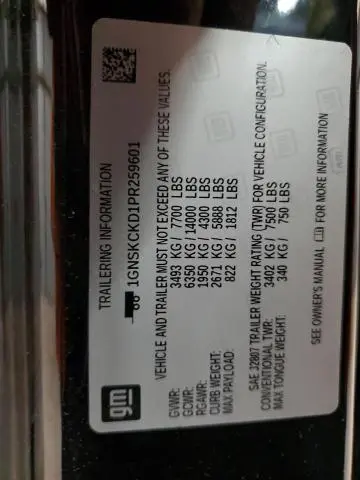 gm
TRAILERING INFORMATION
60 1GNSKCKD1PR259601
VEHICLE AND TRAILER MUST NOT EXCEED ANY OF THESE VALUES.
GVWR: 3493 KG / 7700 LBS
GCWR: 6350 KG / 14000 LBS
RGAWR: 1950 KG / 4300 LBS
CURB WEIGHT: 2671 KG / 5888 LBS
MAX PAYLOAD: 822 KG / 1812 LBS
SAE J2807 TRAILER WEIGHT RATING (TWR) FOR VEHICLE CONFIGURATION.
CONVENTIONAL TWR: 3402 KG / 7500 LBS
MAX TONGUE WEIGHT: 340 KG / 750 LBS
SEE OWNER'S MANUAL FOR MORE INFORMATION